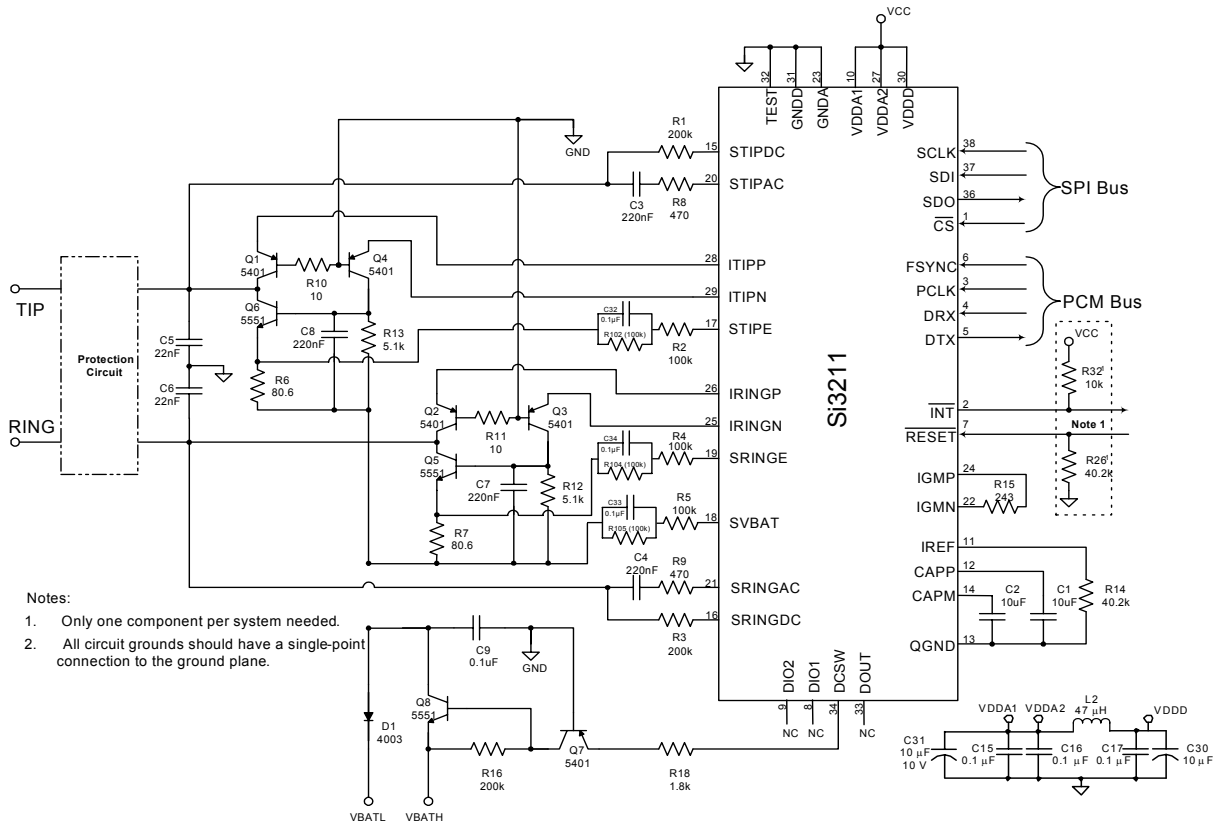 VCC
TEST
32
GNDD
31
GNDA
23
VDDA1
10
VDDA2
27
VDDD
30
GND
R1
200k
15
STIPDC
C3
220nF
R8
470
20
STIPAC
SCLK
38
SDI
37
SDO
36
CS
1
SPI Bus
Q1
5401
R10
10
Q4
5401
28
ITIPP
FSYNC
6
PCLK
3
DRX
4
DTX
5
PCM Bus
TIP
Q6
5551
C8
220nF
R13
5.1k
29
ITIPN
C32
0.1µF
R102 (100k)
R2
100k
17
STIPE
Protection
Circuit
C5
22nF
C6
22nF
R6
80.6
Si3211
VCC
R32¹
10k
INT
2
Note 1
RESET
7
R26¹
40.2k
RING
Q2
5401
R11
10
Q3
5401
26
IRINGP
25
IRINGN
Q5
5551
C7
220nF
R12
5.1k
C34
0.1µF
R104 (100k)
R4
100k
19
SRINGE
IGMP
24
IGMN
22
R15
243
R7
80.6
C33
0.1µF
R105 (100k)
R5
100k
18
SVBAT
IREF
11
CAPP
12
CAPM
14
C2
10uF
C1
10uF
R14
40.2k
QGND
13
C4
220nF
R9
470
21
SRINGAC
R3
200k
16
SRINGDC
Notes:
1. Only one component per system needed.
2. All circuit grounds should have a single-point
connection to the ground plane.
C9
0.1uF
GND
DIO2
9
NC
DIO1
8
NC
DCSW
34
DOUT
33
NC
Q8
5551
D1
4003
R16
200k
Q7
5401
R18
1.8k
VBATL
VBATH
VDDA1
VDDA2
L2
47 µH
VDDD
C31
10 µF
10 V
C15
0.1 µF
C16
0.1 µF
C17
0.1 µF
C30
10 µF